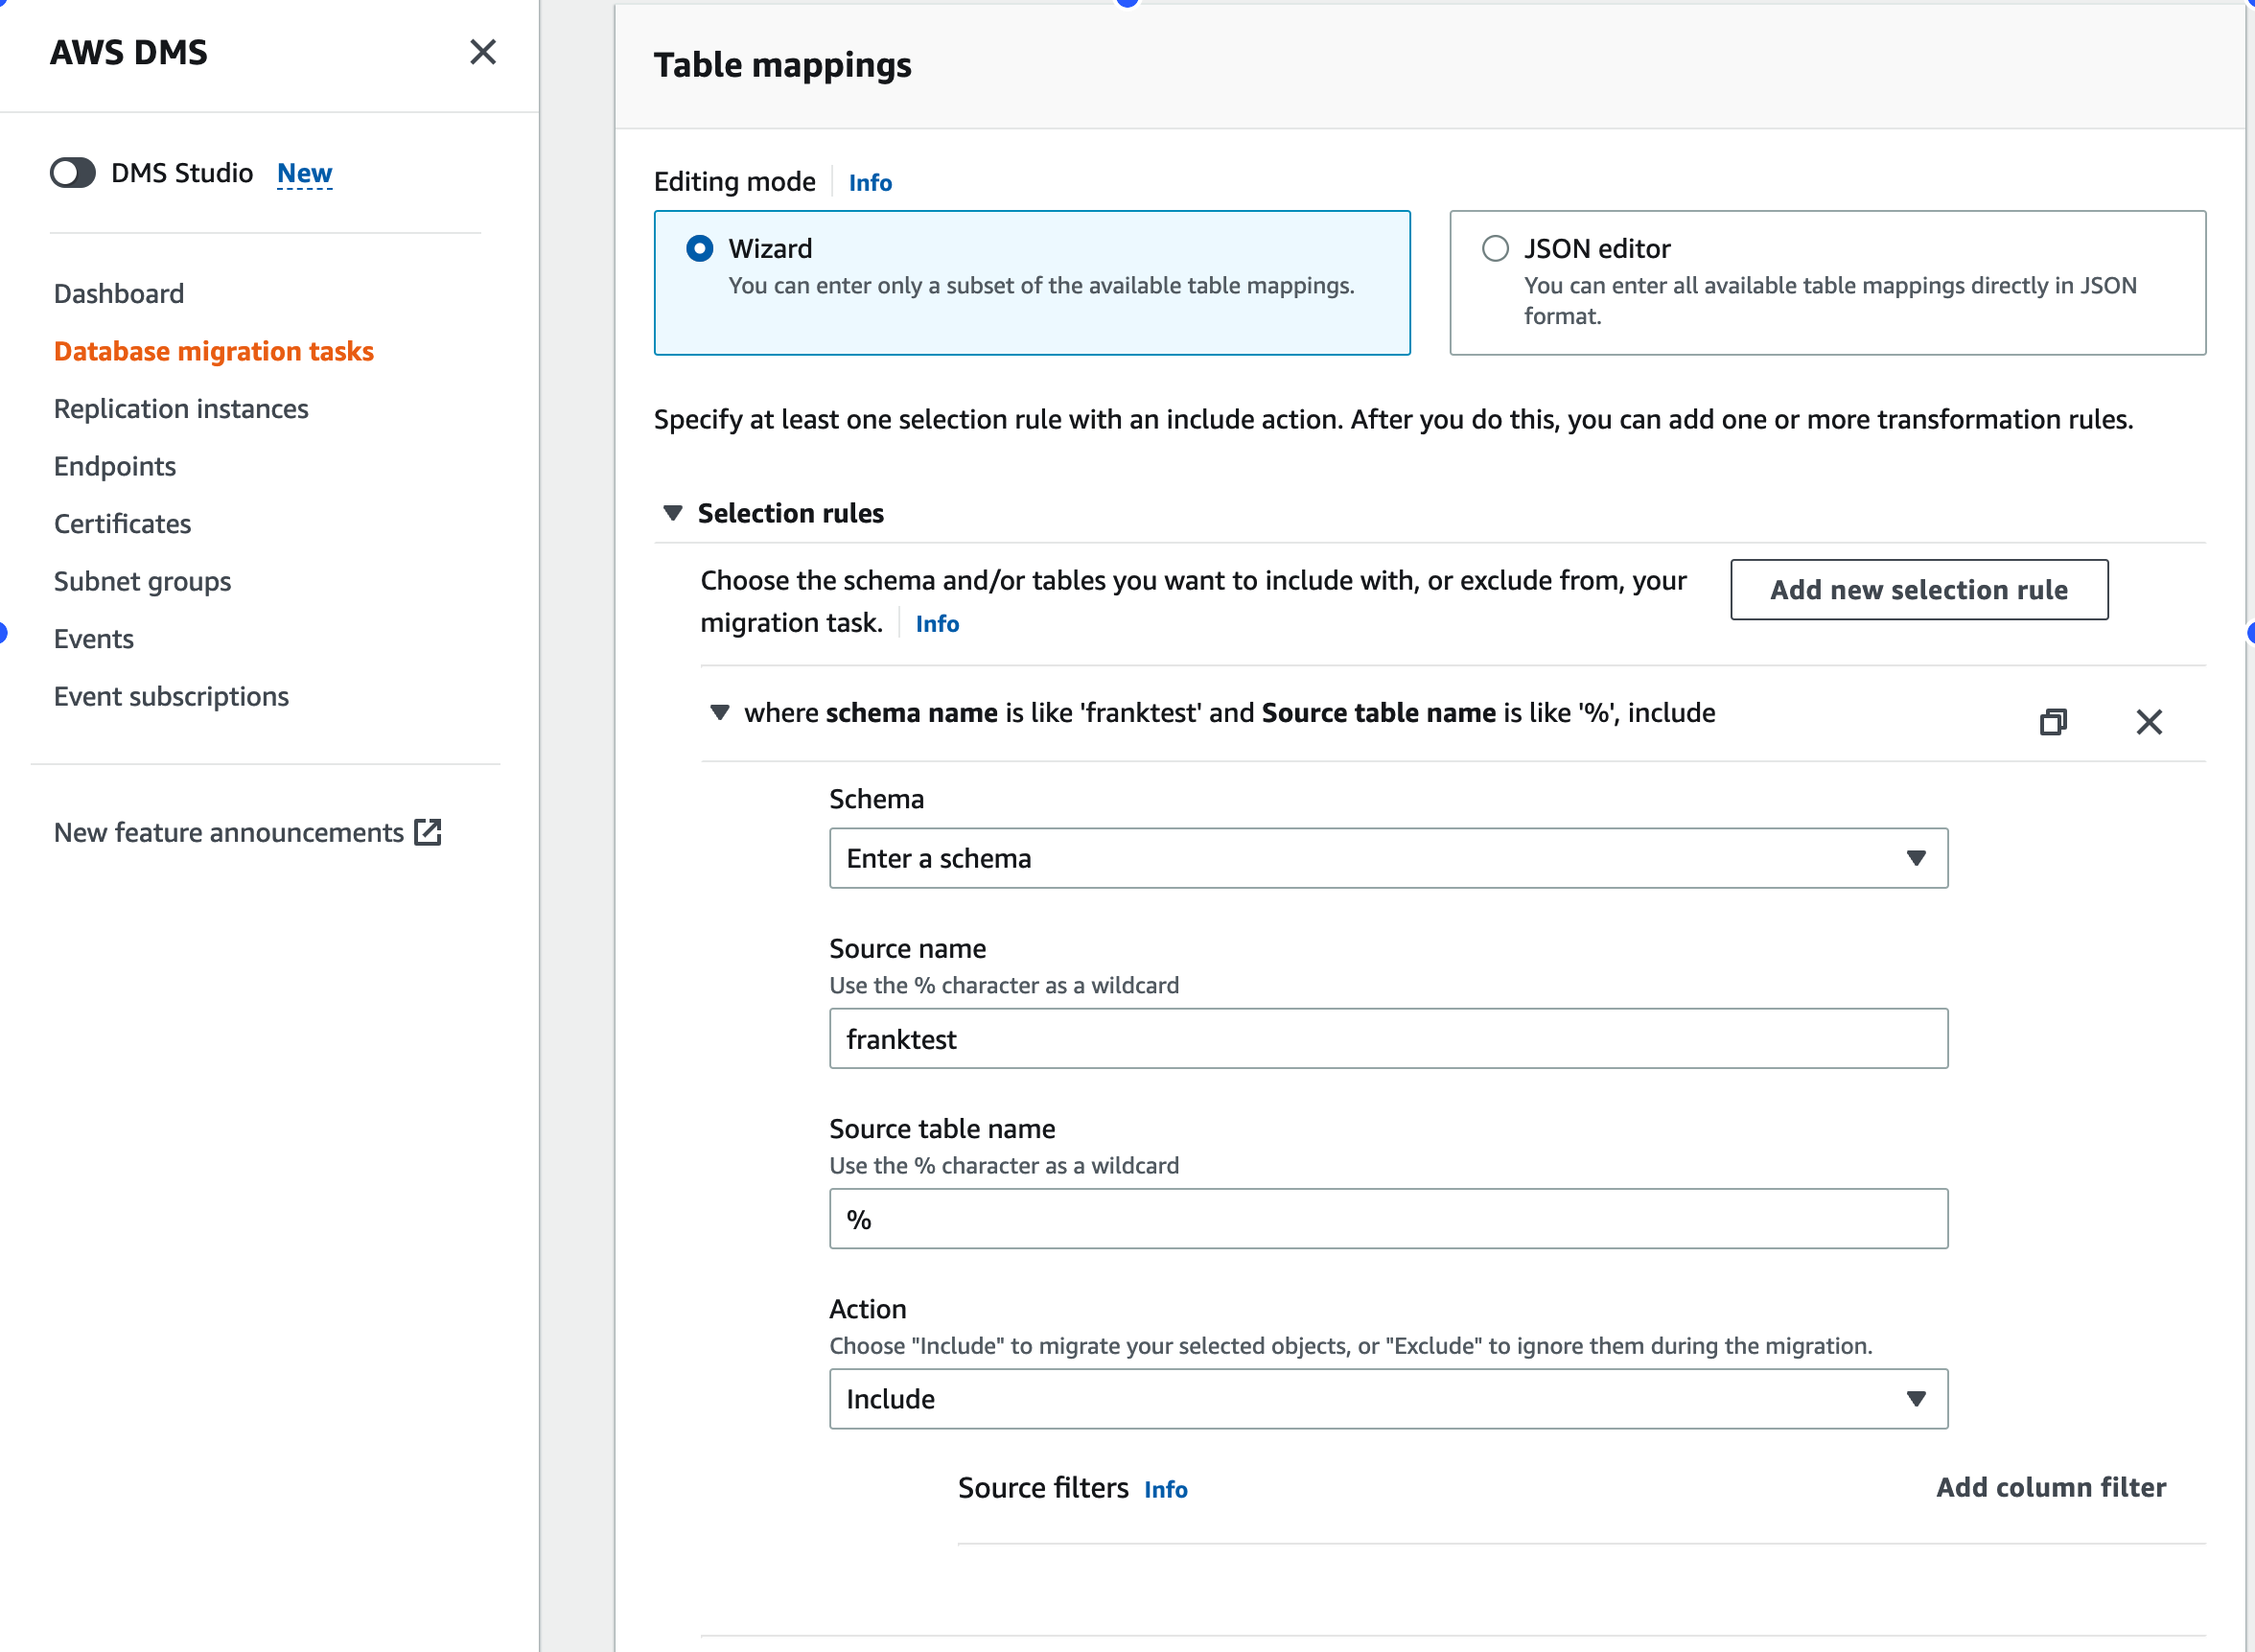 AWS DMS
DMS Studio New
Dashboard
Database migration tasks
Replication instances
Endpoints
Certificates
Subnet groups
Events
Event subscriptions
New feature announcements
Table mappings
Editing mode Info
Wizard
You can enter only a subset of the available table mappings.
JSON editor
You can enter all available table mappings directly in JSON
format.
Specify at least one selection rule with an include action. After you do this, you can add one or more transformation rules.
Selection rules
Choose the schema and/or tables you want to include with, or exclude from, your
migration task. Info
Add new selection rule
where schema name is like 'franktest' and Source table name is like '%', include
Schema
Enter a schema
Source name
Use the % character as a wildcard
franktest
Source table name
Use the % character as a wildcard
%
Action
Choose "Include" to migrate your selected objects, or "Exclude" to ignore them during the migration.
Include
Source filters Info
Add column filter